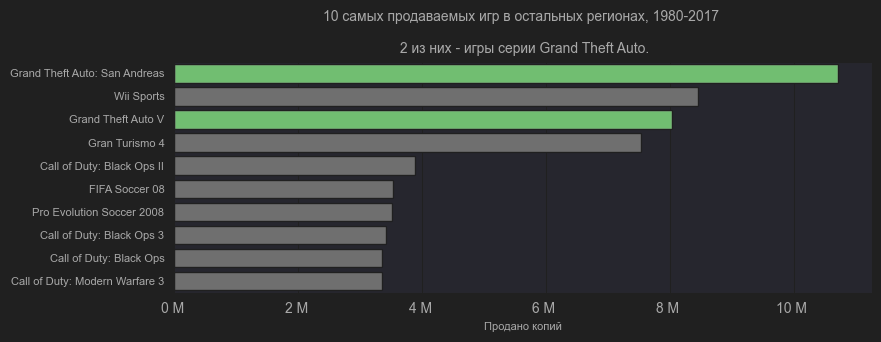 10 самых продаваемых игр в остальных регионах, 1980-2017
2 из них - игры серии Grand Theft Auto.
Grand Theft Auto: San Andreas
Wii Sports
Grand Theft Auto V
Gran Turismo 4
Call of Duty: Black Ops II
FIFA Soccer 08
Pro Evolution Soccer 2008
Call of Duty: Black Ops 3
Call of Duty: Black Ops
Call of Duty: Modern Warfare 3
0 M 2 M 4 M 6 M 8 M 10 M
Продано копий